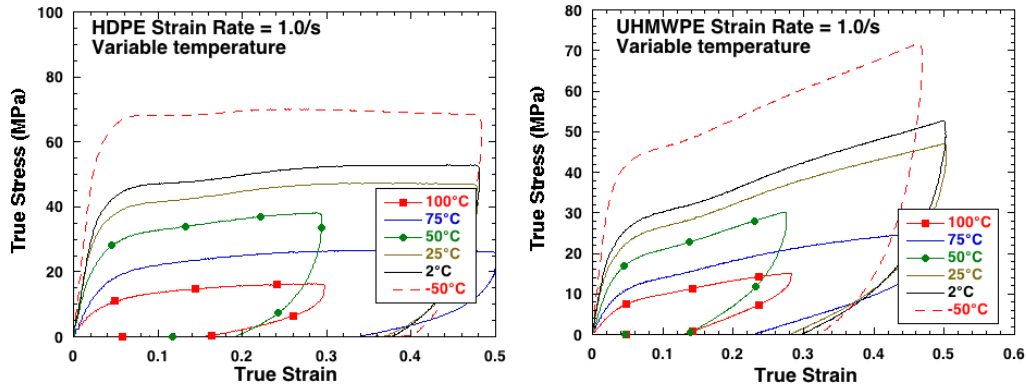 HDPE Strain Rate = 1.0/s
Variable temperature
True Stress (MPa)
100
80
60
40
20
0
100°C
75°C
50°C
25°C
2°C
-50°C
0 0.1 0.2 0.3 0.4 0.5
True Strain
UHMWPE Strain Rate = 1.0/s
Variable temperature
True Stress (MPa)
80
70
60
50
40
30
20
10
0
100°C
75°C
50°C
25°C
2°C
-50°C
0 0.1 0.2 0.3 0.4 0.5 0.6
True Strain